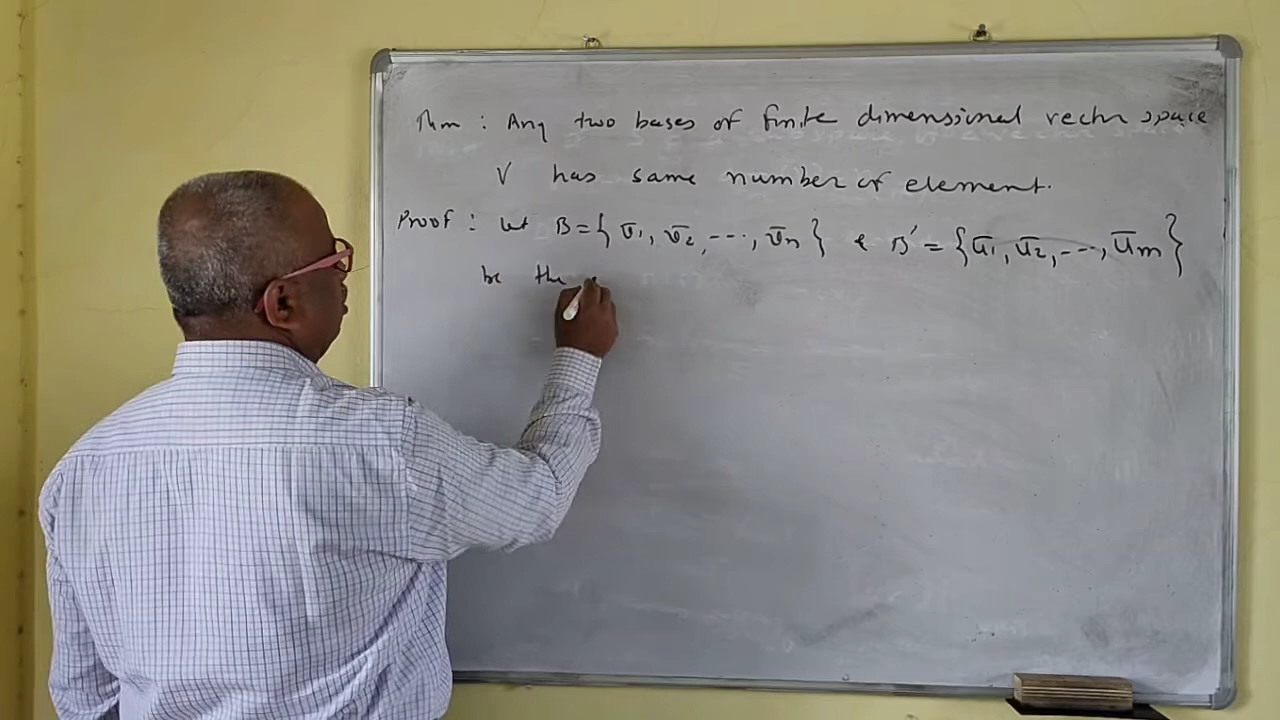 Thm : Any two bases of finite dimensional vector space
V has same number of element.
Proof : Let B = { v̄1, v̄2, ---, v̄n } & B' = { ū1, ū2, ---, ūm }
be the